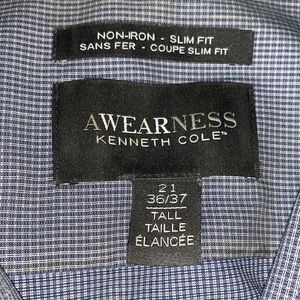 NON-IRON - SLIM FIT
SANS FER - COUPE SLIM FIT
AWEARNESS
KENNETH COLE™
21
36/37
TALL
TAILLE
ÉLANCÉE